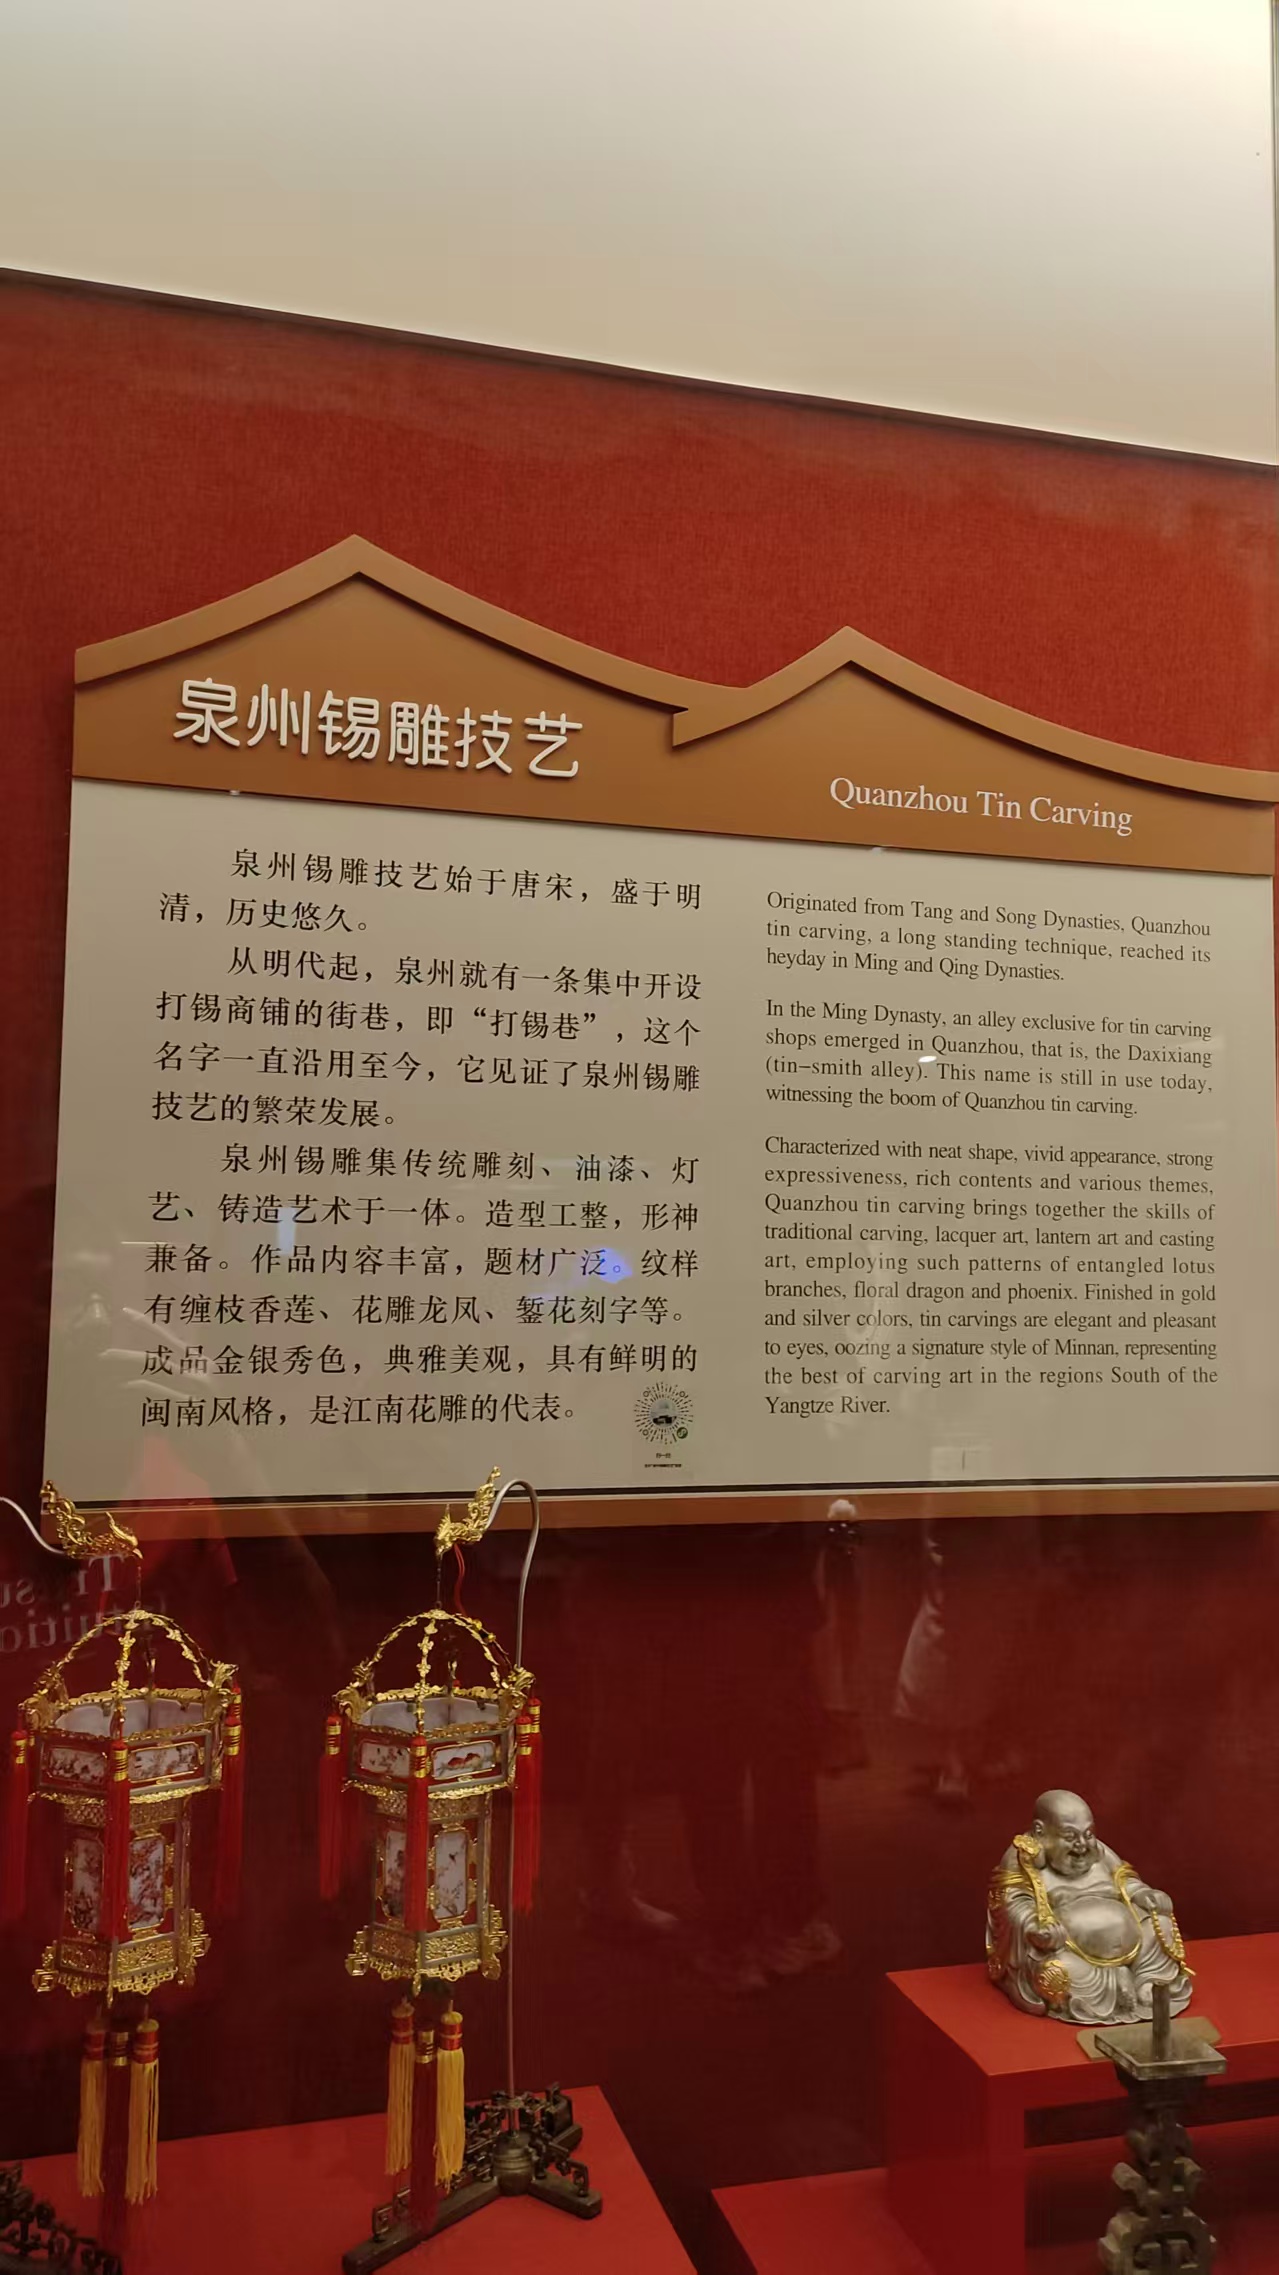 泉州锡雕技艺
Quanzhou Tin Carving
泉州锡雕技艺始于唐宋，盛于明
清，历史悠久。
从明代起，泉州就有一条集中开设
打锡商铺的街巷，即“打锡巷”，这个
名字一直沿用至今，它见证了泉州锡雕
技艺的繁荣发展。
泉州锡雕集传统雕刻、油漆、灯
艺、铸造艺术于一体。造型工整，形神
兼备。作品内容丰富，题材广泛。纹样
有缠枝香莲、花雕龙凤、錾花刻字等。
成品金银秀色，典雅美观，具有鲜明的
闽南风格，是江南花雕的代表。
Originated from Tang and Song Dynasties, Quanzhou
tin carving, a long standing technique, reached its
heyday in Ming and Qing Dynasties.
In the Ming Dynasty, an alley exclusive for tin carving
shops emerged in Quanzhou, that is, the Daxixiang
(tin-smith alley). This name is still in use today,
witnessing the boom of Quanzhou tin carving.
Characterized with neat shape, vivid appearance, strong
expressiveness, rich contents and various themes,
Quanzhou tin carving brings together the skills of
traditional carving, lacquer art, lantern art and casting
art, employing such patterns of entangled lotus
branches, floral dragon and phoenix. Finished in gold
and silver colors, tin carvings are elegant and pleasant
to eyes, oozing a signature style of Minnan, representing
the best of carving art in the regions South of the
Yangtze River.